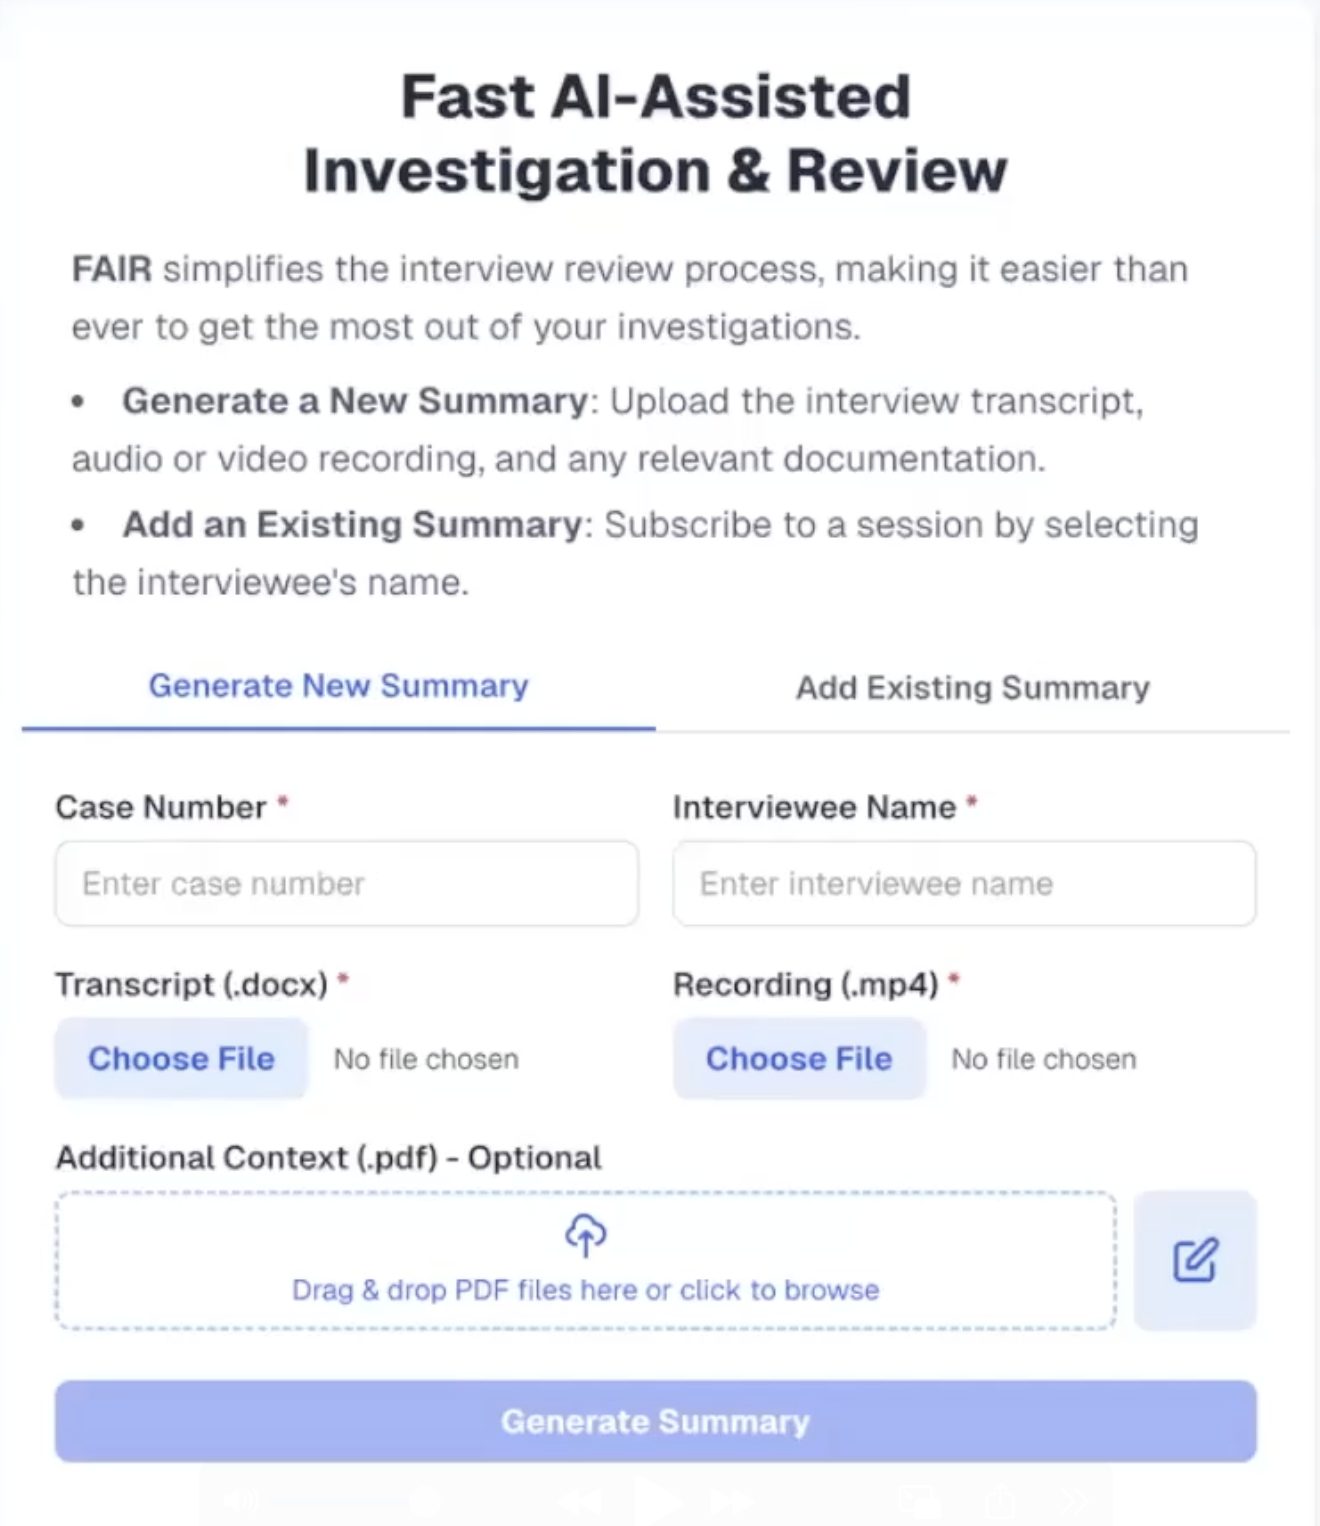 Fast AI-Assisted
Investigation & Review
FAIR simplifies the interview review process, making it easier than
ever to get the most out of your investigations.
• Generate a New Summary: Upload the interview transcript,
audio or video recording, and any relevant documentation.
• Add an Existing Summary: Subscribe to a session by selecting
the interviewee's name.
Generate New Summary
Add Existing Summary
Case Number *
Interviewee Name *
Enter case number
Enter interviewee name
Transcript (.docx) *
Recording (.mp4) *
Choose File No file chosen
Choose File No file chosen
Additional Context (.pdf) - Optional
Drag & drop PDF files here or click to browse
Generate Summary